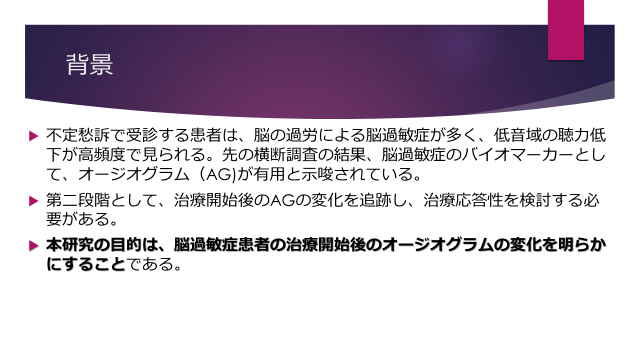 背景
不定愁訴で受診する患者は、脳の過労による脳過敏症が多く、低音域の聴力低
下が高頻度で見られる。先の横断調査の結果、脳過敏症のバイオマーカーとし
て、オージオグラム（AG)が有用と示唆されている。
第二段階として、治療開始後のAGの変化を追跡し、治療応答性を検討する必
要がある。
本研究の目的は、脳過敏症患者の治療開始後のオージオグラムの変化を明らか
にすることである。